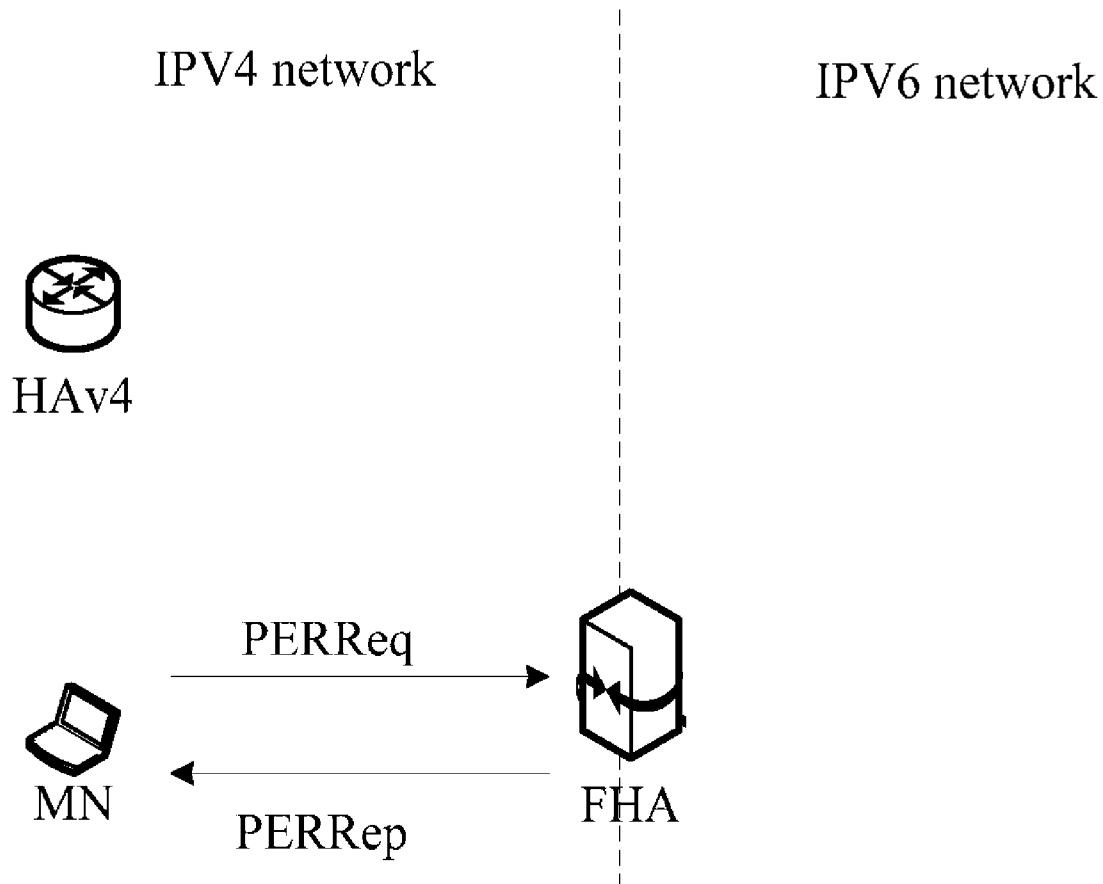 IPV4 network
IPV6 network
HAv4
PERReq
MN
FHA
PERRep